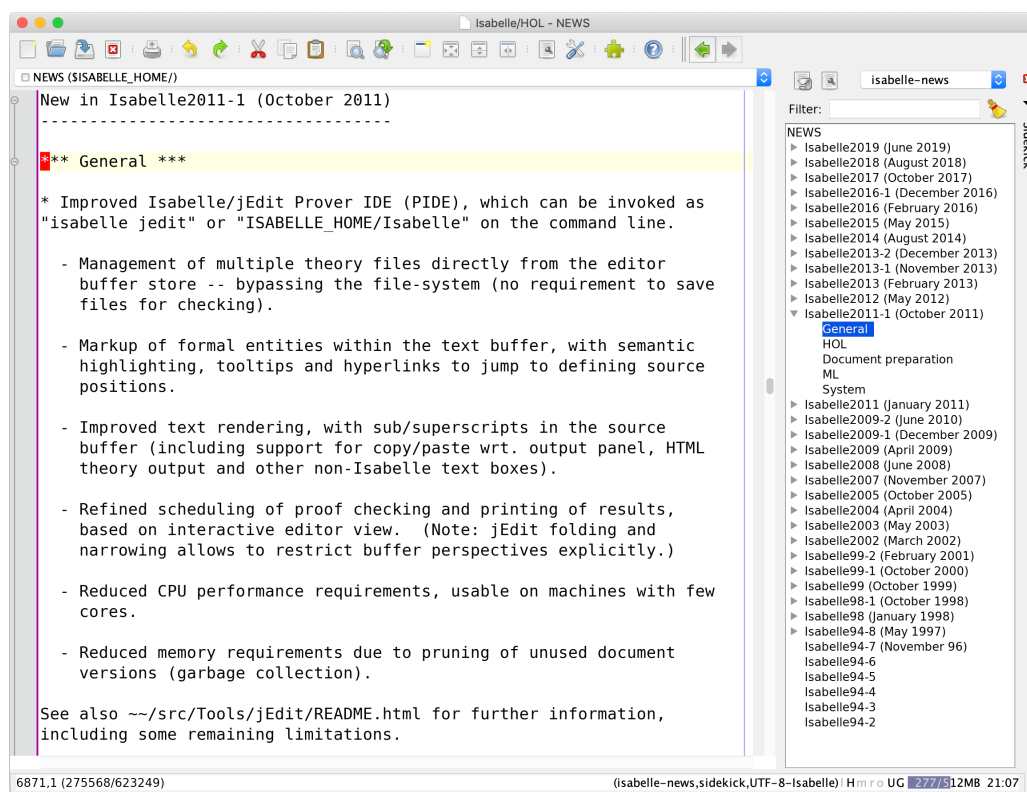 Isabelle/HOL - NEWS
NEWS ($ISABELLE_HOME/)
New in Isabelle2011-1 (October 2011)
------------------------------------
*** General ***
* Improved Isabelle/jEdit Prover IDE (PIDE), which can be invoked as
"isabelle jedit" or "ISABELLE_HOME/Isabelle" on the command line.
- Management of multiple theory files directly from the editor
buffer store -- bypassing the file-system (no requirement to save
files for checking).
- Markup of formal entities within the text buffer, with semantic
highlighting, tooltips and hyperlinks to jump to defining source
positions.
- Improved text rendering, with sub/superscripts in the source
buffer (including support for copy/paste wrt. output panel, HTML
theory output and other non-Isabelle text boxes).
- Refined scheduling of proof checking and printing of results,
based on interactive editor view.  (Note: jEdit folding and
narrowing allows to restrict buffer perspectives explicitly.)
- Reduced CPU performance requirements, usable on machines with few
cores.
- Reduced memory requirements due to pruning of unused document
versions (garbage collection).
See also ~~/src/Tools/jEdit/README.html for further information,
including some remaining limitations.
isabelle-news
Filter:
NEWS
Isabelle2019 (June 2019)
Isabelle2018 (August 2018)
Isabelle2017 (October 2017)
Isabelle2016-1 (December 2016)
Isabelle2016 (February 2016)
Isabelle2015 (May 2015)
Isabelle2014 (August 2014)
Isabelle2013-2 (December 2013)
Isabelle2013-1 (November 2013)
Isabelle2013 (February 2013)
Isabelle2012 (May 2012)
Isabelle2011-1 (October 2011)
General
HOL
Document preparation
ML
System
Isabelle2011 (January 2011)
Isabelle2009-2 (June 2010)
Isabelle2009-1 (December 2009)
Isabelle2009 (April 2009)
Isabelle2008 (June 2008)
Isabelle2007 (November 2007)
Isabelle2005 (October 2005)
Isabelle2004 (April 2004)
Isabelle2003 (May 2003)
Isabelle2002 (March 2002)
Isabelle99-2 (February 2001)
Isabelle99-1 (October 2000)
Isabelle99 (October 1999)
Isabelle98-1 (October 1998)
Isabelle98 (January 1998)
Isabelle94-8 (May 1997)
Isabelle94-7 (November 96)
Isabelle94-6
Isabelle94-5
Isabelle94-4
Isabelle94-3
Isabelle94-2
6871,1 (275568/623249)
(isabelle-news,sidekick,UTF-8-Isabelle) H m r o UG 277/512MB 21:07